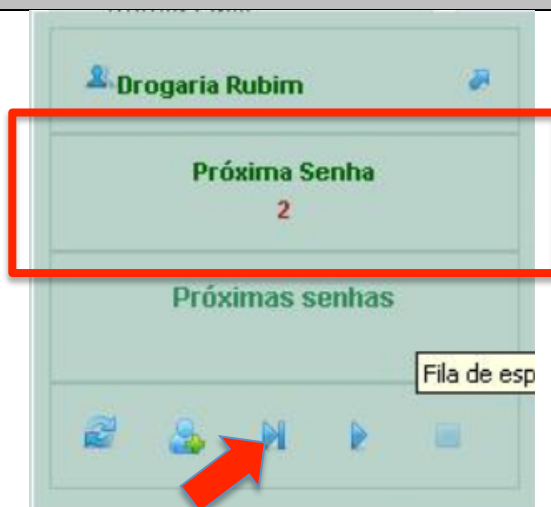 Drogaria Rubim
Próxima Senha
2
Próximas senhas
Fila de esp